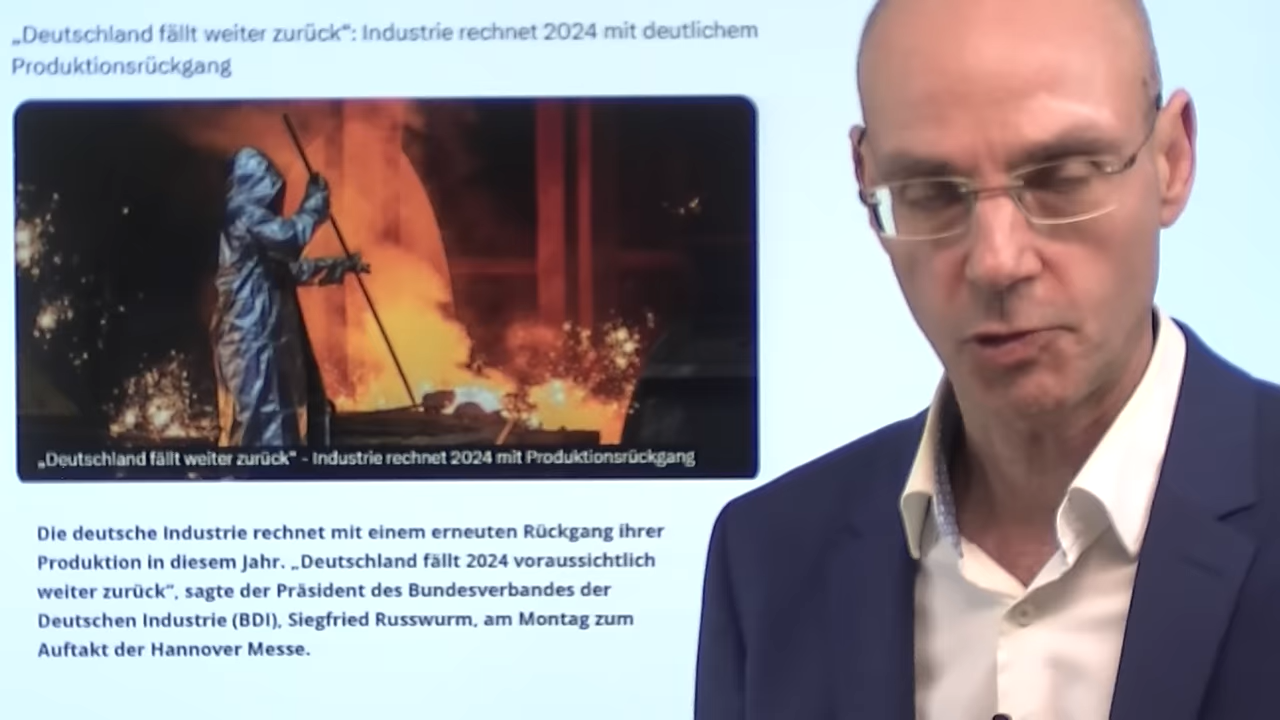 „Deutschland fällt weiter zurück“: Industrie rechnet 2024 mit deutlichem
Produktionsrückgang
„Deutschland fällt weiter zurück“ - Industrie rechnet 2024 mit Produktionsrückgang
Die deutsche Industrie rechnet mit einem erneuten Rückgang ihrer
Produktion in diesem Jahr. „Deutschland fällt 2024 voraussichtlich
weiter zurück“, sagte der Präsident des Bundesverbandes der
Deutschen Industrie (BDI), Siegfried Russwurm, am Montag zum
Auftakt der Hannover Messe.